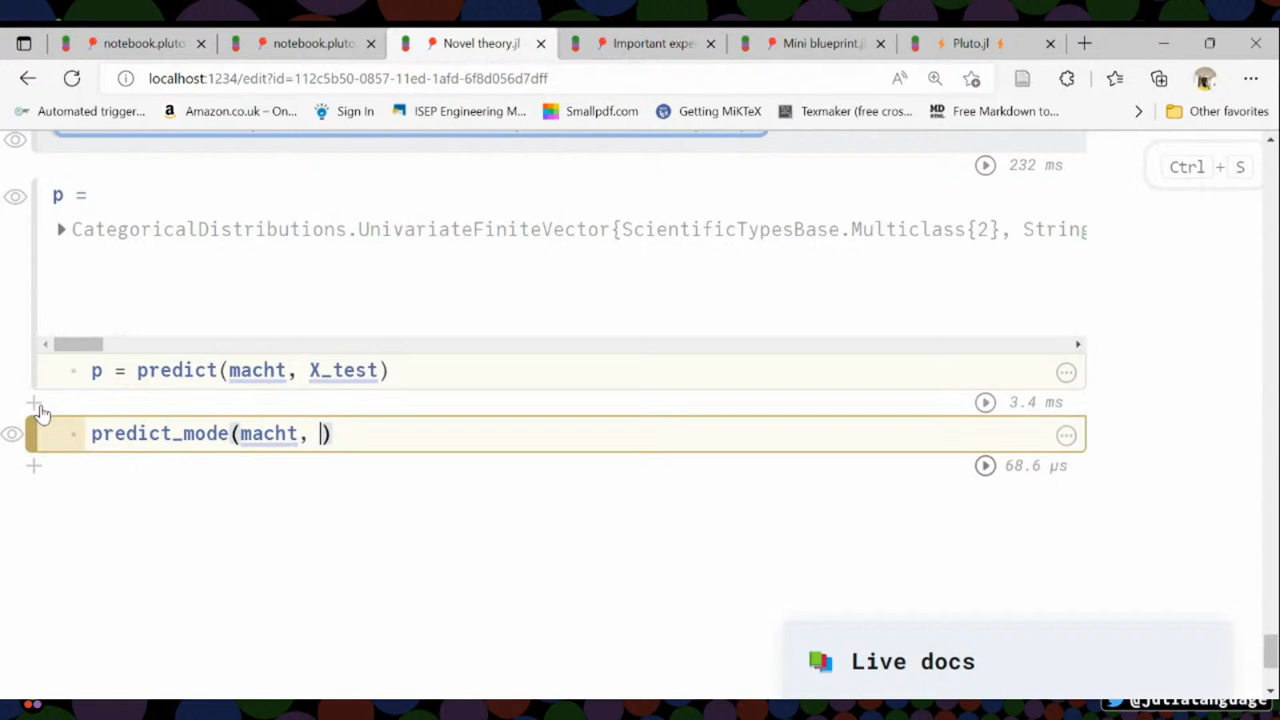 notebook.pluto
notebook.pluto
Novel theory.jl
Important expe
Mini blueprint.jl
Pluto.jl
localhost:1234/edit?id=112c5b50-0857-11ed-1afd-6f8d056d7dff
Automated trigger...
Amazon.co.uk – On...
Sign In
ISEP Engineering M...
Smallpdf.com
Getting MiKTeX
Texmaker (free cros...
Free Markdown to...
Other favorites
232 ms
Ctrl + S
p =
CategoricalDistributions.UnivariateFiniteVector{ScientificTypesBase.Multiclass{2}, String
p = predict(macht, X_test)
3.4 ms
predict_mode(macht, )
68.6 μs
Live docs
@julialanguage